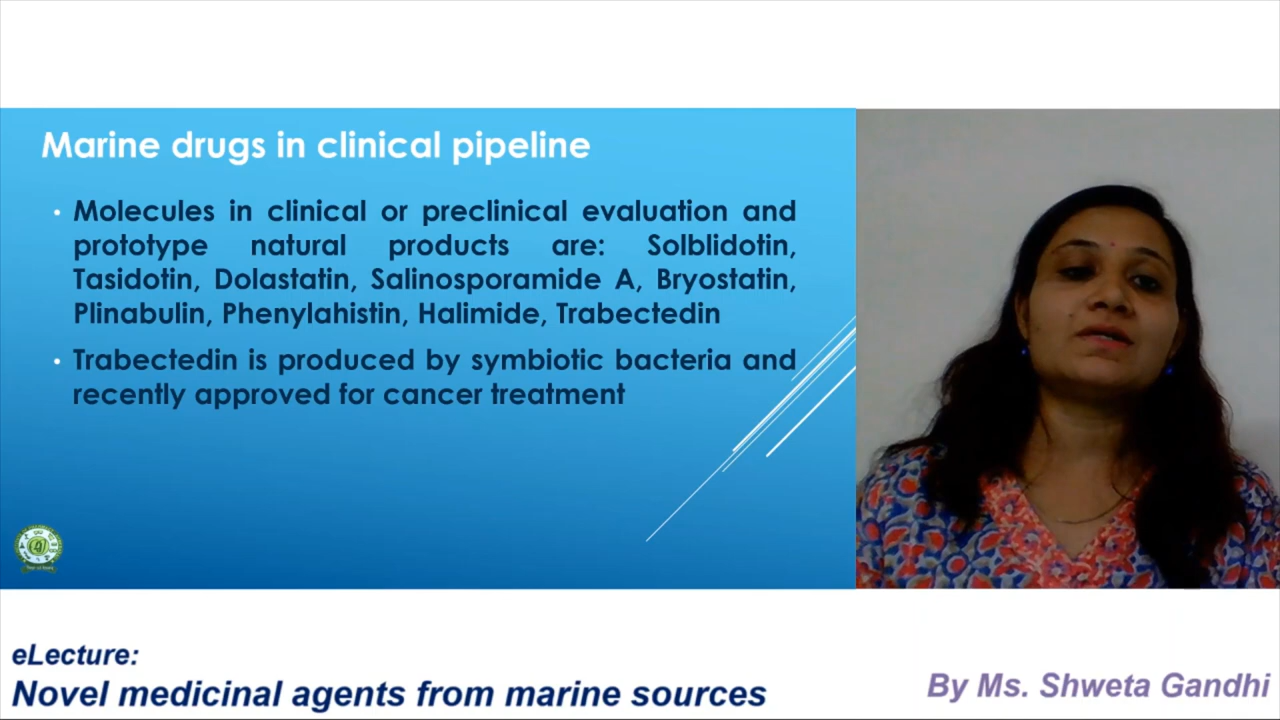 Marine drugs in clinical pipeline
• Molecules in clinical or preclinical evaluation and
prototype natural products are: Solblidotin,
Tasidotin, Dolastatin, Salinosporamide A, Bryostatin,
Plinabulin, Phenylahistin, Halimide, Trabectedin
• Trabectedin is produced by symbiotic bacteria and
recently approved for cancer treatment
eLecture:
Novel medicinal agents from marine sources
By Ms. Shweta Gandhi